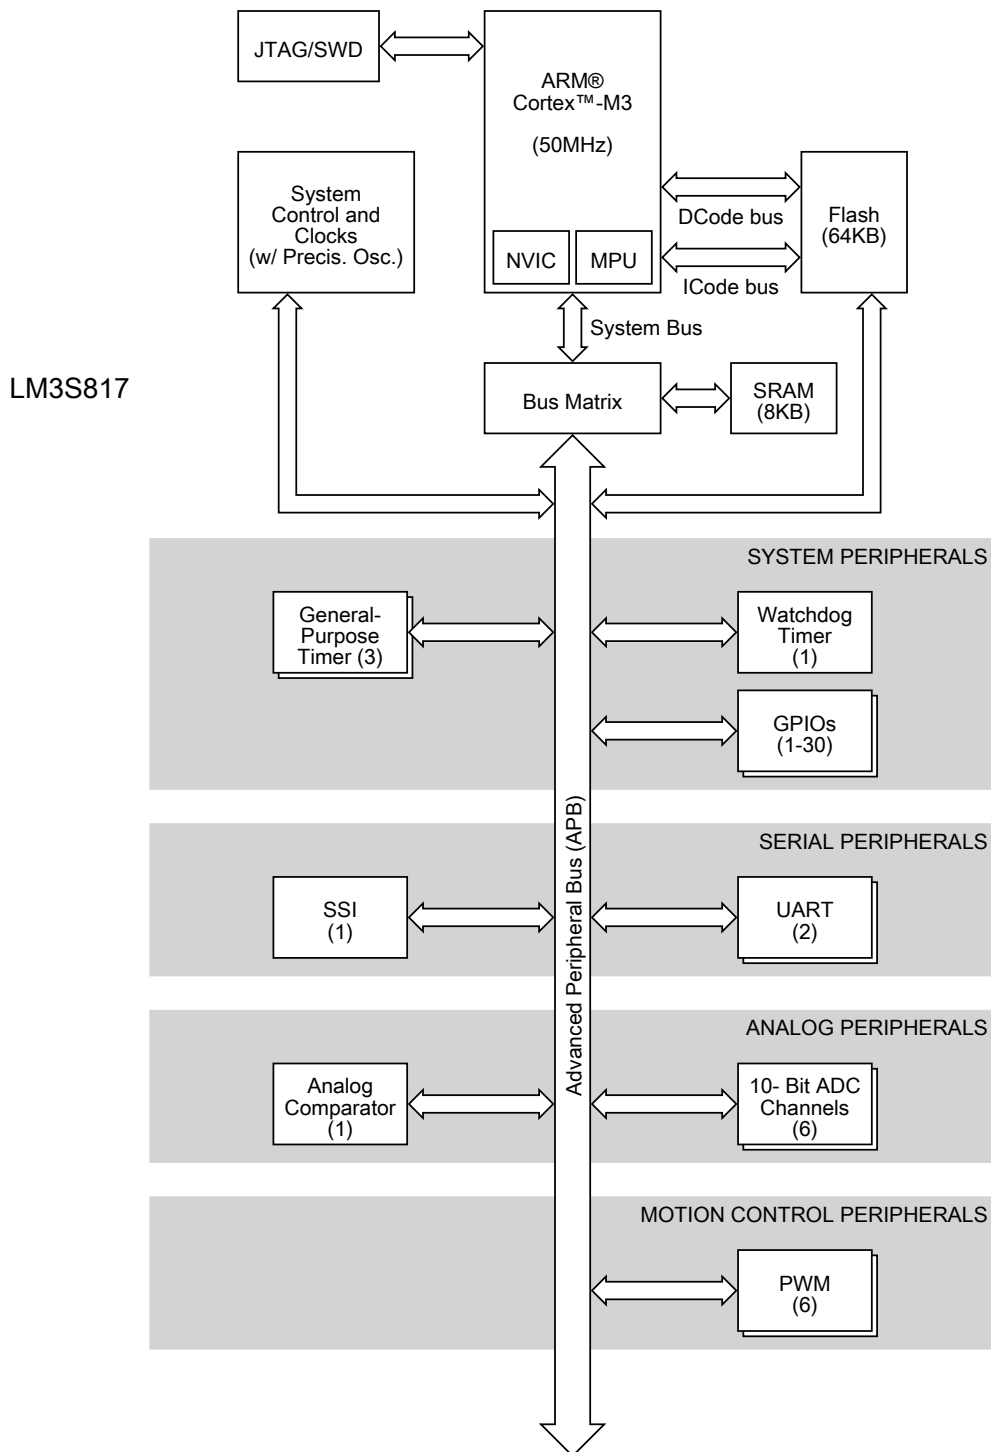 JTAG/SWD
ARM®
Cortex™-M3
(50MHz)
System
Control and
Clocks
(w/ Precis. Osc.)
DCode bus
Flash
(64KB)
NVIC
MPU
ICode bus
System Bus
LM3S817
Bus Matrix
SRAM
(8KB)
SYSTEM PERIPHERALS
General-
Purpose
Timer (3)
Watchdog
Timer
(1)
GPIOs
(1-30)
Advanced Peripheral Bus (APB)
SERIAL PERIPHERALS
SSI
(1)
UART
(2)
ANALOG PERIPHERALS
Analog
Comparator
(1)
10- Bit ADC
Channels
(6)
MOTION CONTROL PERIPHERALS
PWM
(6)